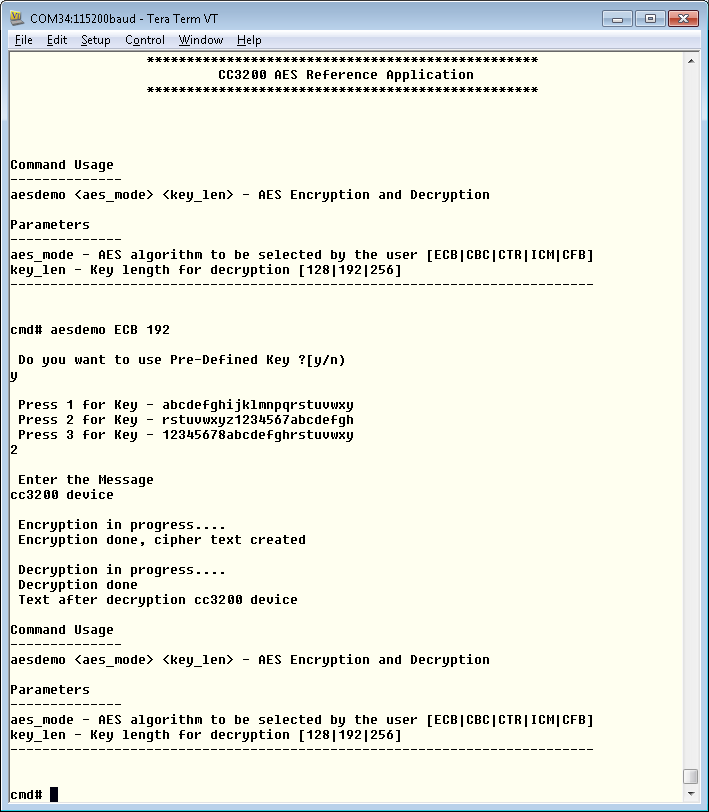 COM34:115200baud - Tera Term VT
File Edit Setup Control Window Help
*************************************************
CC3200 AES Reference Application
*************************************************
Command Usage
--------------
aesdemo <aes_mode> <key_len> - AES Encryption and Decryption
Parameters
--------------
aes_mode - AES algorithm to be selected by the user [ECB|CBC|CTR|ICM|CFB]
key_len - Key length for decryption [128|192|256]
-------------------------------------------------------------------------
cmd# aesdemo ECB 192
Do you want to use Pre-Defined Key ?[y/n)
y
Press 1 for Key - abcdefghijklmnpqrstuvwxy
Press 2 for Key - rstuvwxyz1234567abcdefgh
Press 3 for Key - 12345678abcdefghrstuvwxy
2
Enter the Message
cc3200 device
Encryption in progress....
Encryption done, cipher text created
Decryption in progress....
Decryption done
Text after decryption cc3200 device
Command Usage
--------------
aesdemo <aes_mode> <key_len> - AES Encryption and Decryption
Parameters
--------------
aes_mode - AES algorithm to be selected by the user [ECB|CBC|CTR|ICM|CFB]
key_len - Key length for decryption [128|192|256]
-------------------------------------------------------------------------
cmd#